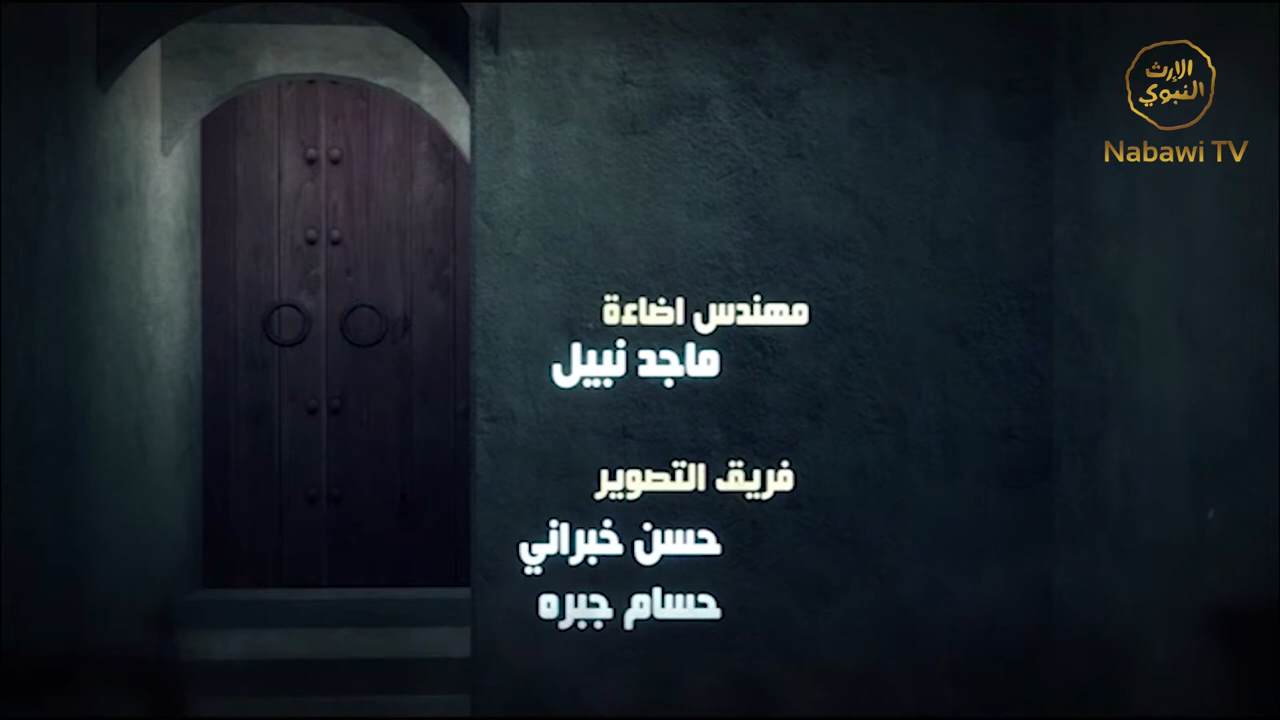 الإرث
النبوي
Nabawi TV
مهندس اضاءة
ماجد نبيل
فريق التصوير
حسن خبراني
حسام جبره